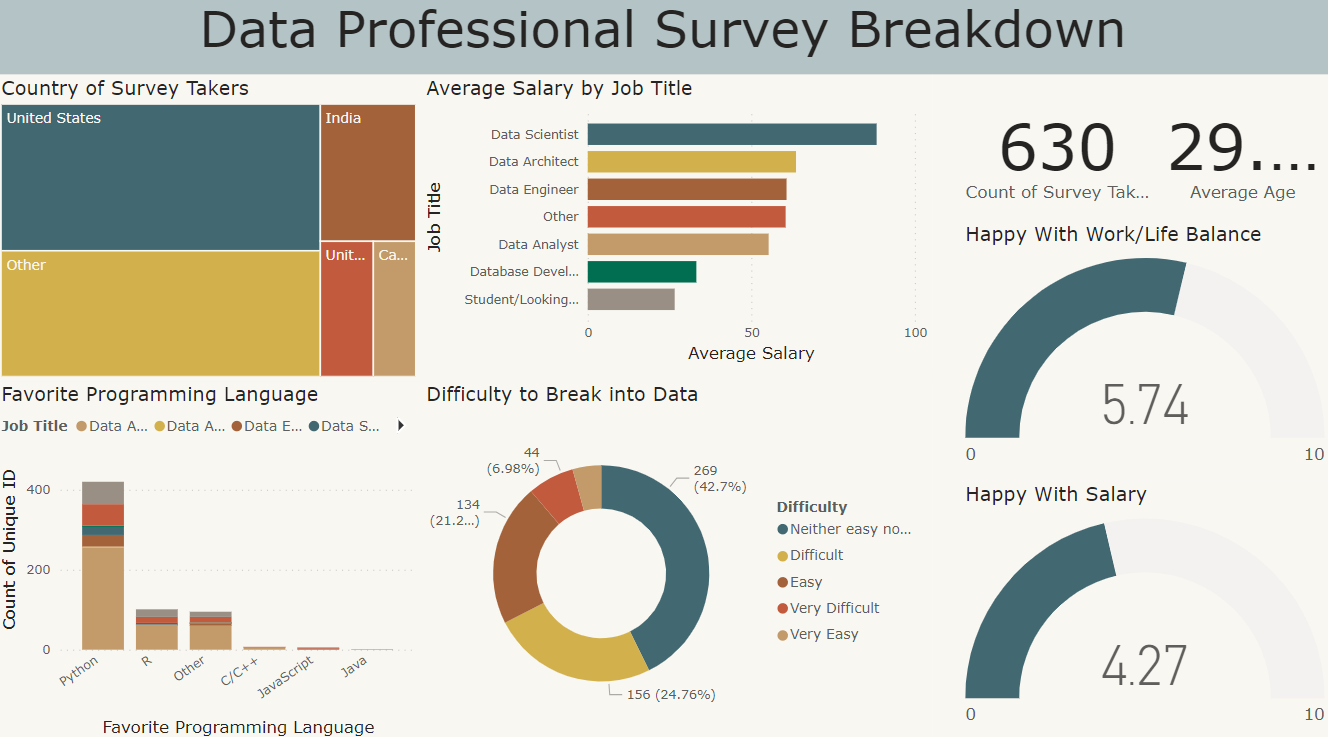 Data Professional Survey Breakdown
Country of Survey Takers
United States
India
Other
Unit...
Ca...
Average Salary by Job Title
Job Title
Data Scientist
Data Architect
Data Engineer
Other
Data Analyst
Database Devel...
Student/Looking...
0 50 100
Average Salary
630
Count of Survey Tak...
29....
Average Age
Happy With Work/Life Balance
5.74
0 10
Favorite Programming Language
Job Title Data A... Data A... Data E... Data S...
Count of Unique ID
400
200
0
Python R Other C/C++ JavaScript Java
Favorite Programming Language
Difficulty to Break into Data
44
(6.98%)
269
(42.7%)
134
(21.2...)
156 (24.76%)
Difficulty
Neither easy no...
Difficult
Easy
Very Difficult
Very Easy
Happy With Salary
4.27
0 10